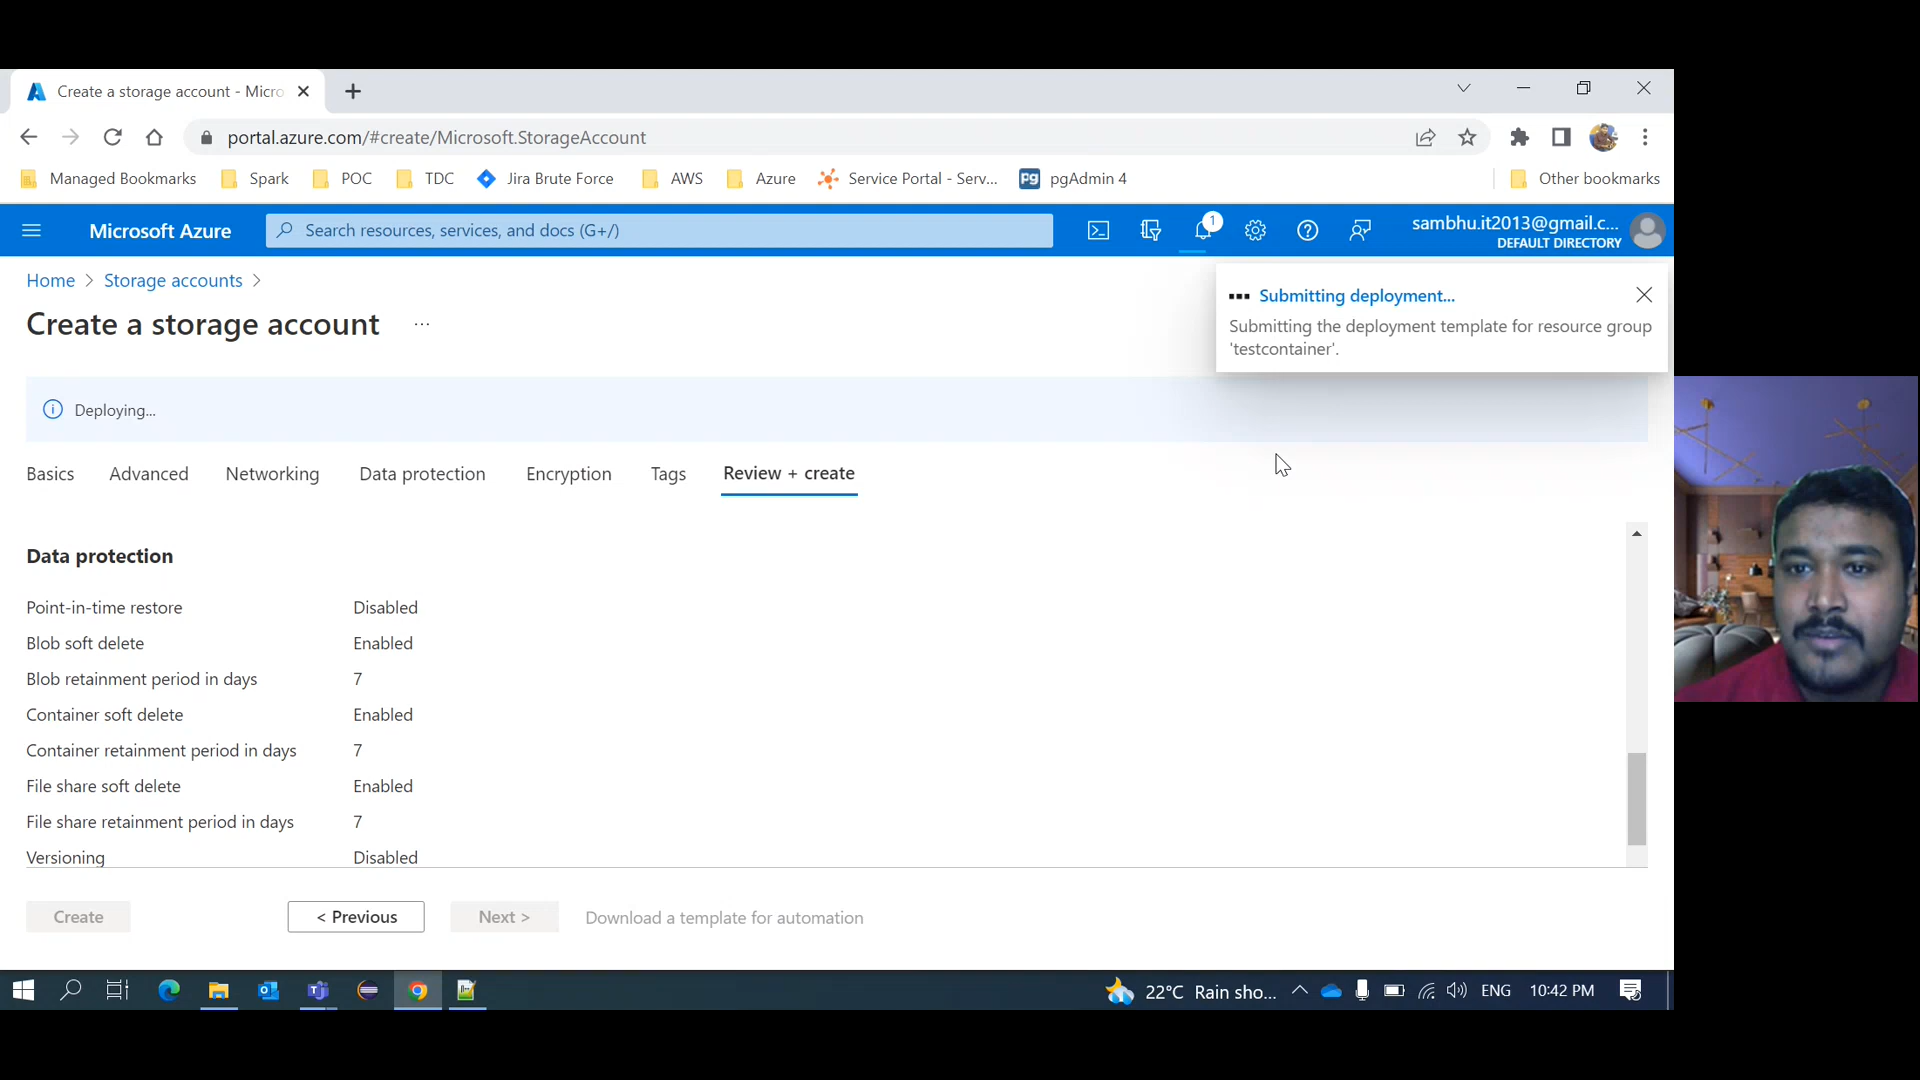 Create a storage account - Micro
portal.azure.com/#create/Microsoft.StorageAccount
Managed Bookmarks
Spark
POC
TDC
Jira Brute Force
AWS
Azure
Service Portal - Serv...
pgAdmin 4
Other bookmarks
Microsoft Azure
Search resources, services, and docs (G+/)
1
sambhu.it2013@gmail.c...
DEFAULT DIRECTORY
Home > Storage accounts >
Create a storage account ...
Submitting deployment...
Submitting the deployment template for resource group
'testcontainer'.
Deploying...
Basics Advanced Networking Data protection Encryption Tags Review + create
Data protection
Point-in-time restore Disabled
Blob soft delete Enabled
Blob retainment period in days 7
Container soft delete Enabled
Container retainment period in days 7
File share soft delete Enabled
File share retainment period in days 7
Versioning Disabled
Create < Previous Next > Download a template for automation
22°C Rain sho... ENG 10:42 PM